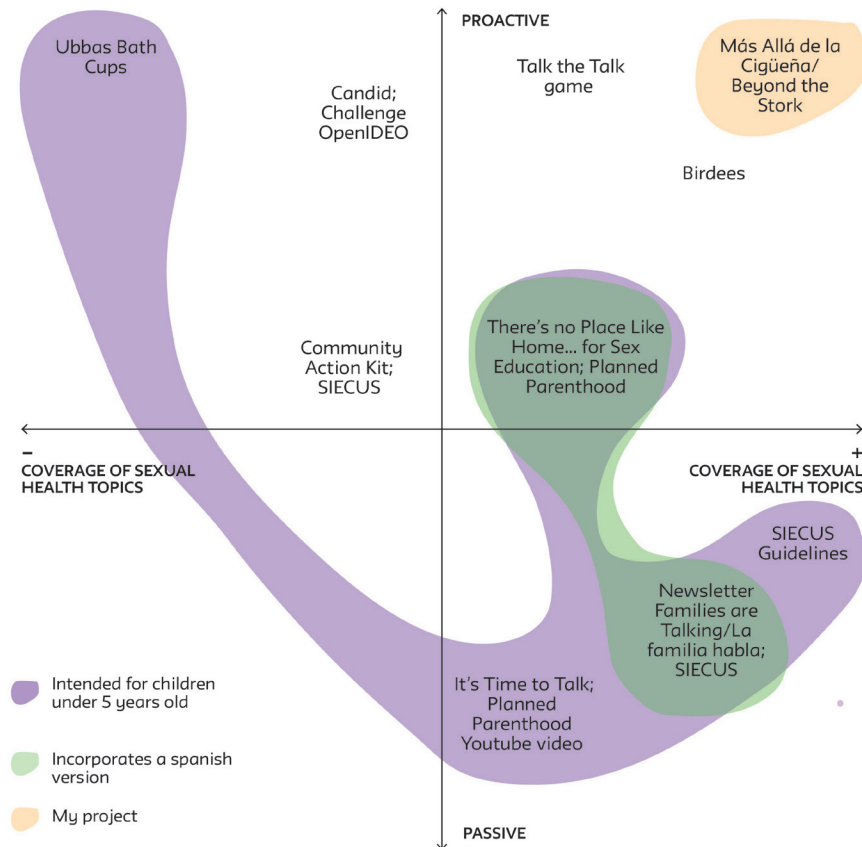 PROACTIVE
Ubbas Bath
Cups
Candid;
Challenge
OpenIDEO
Talk the Talk
game
Más Allá de la
Cigüeña/
Beyond the
Stork
Birdees
Community
Action Kit;
SIECUS
There's no Place Like
Home... for Sex
Education; Planned
Parenthood
–
COVERAGE OF SEXUAL
HEALTH TOPICS
+
COVERAGE OF SEXUAL
HEALTH TOPICS
SIECUS
Guidelines
Newsletter
Families are
Talking/La
familia habla;
SIECUS
It's Time to Talk;
Planned
Parenthood
Youtube video
Intended for children
under 5 years old
Incorporates a spanish
version
My project
PASSIVE